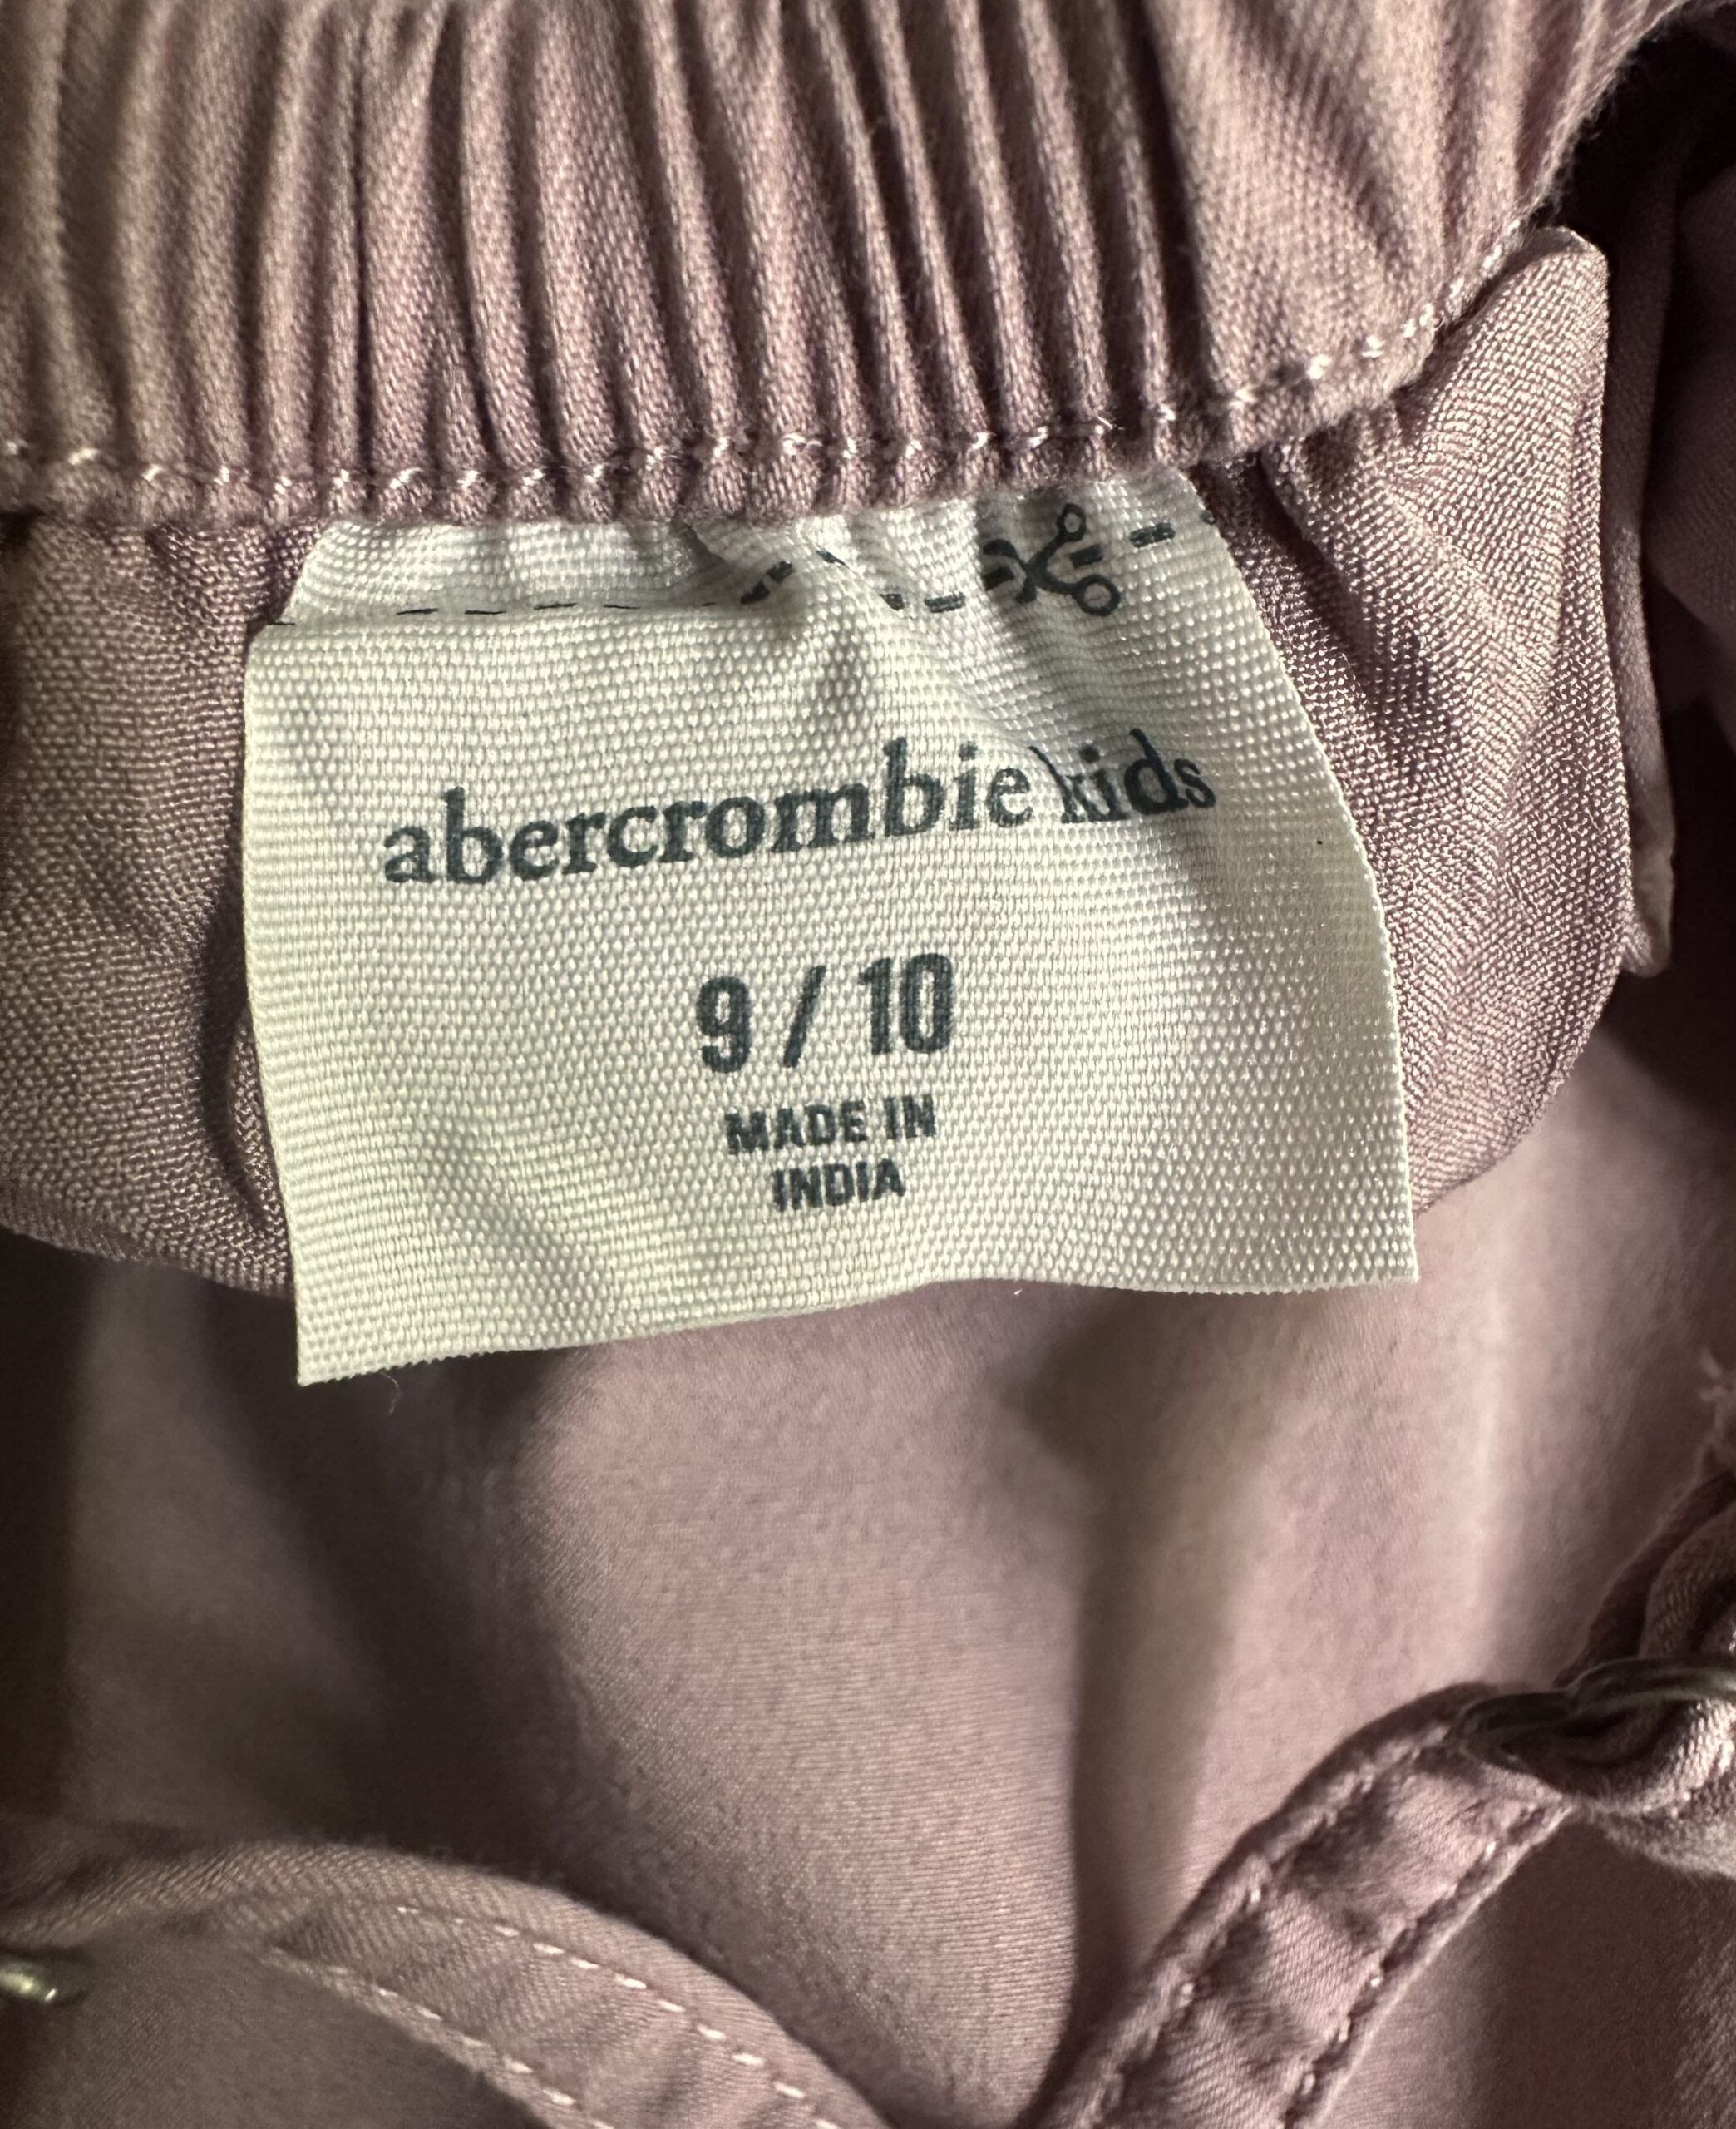 abercrombie kids
9 / 10
MADE IN
INDIA